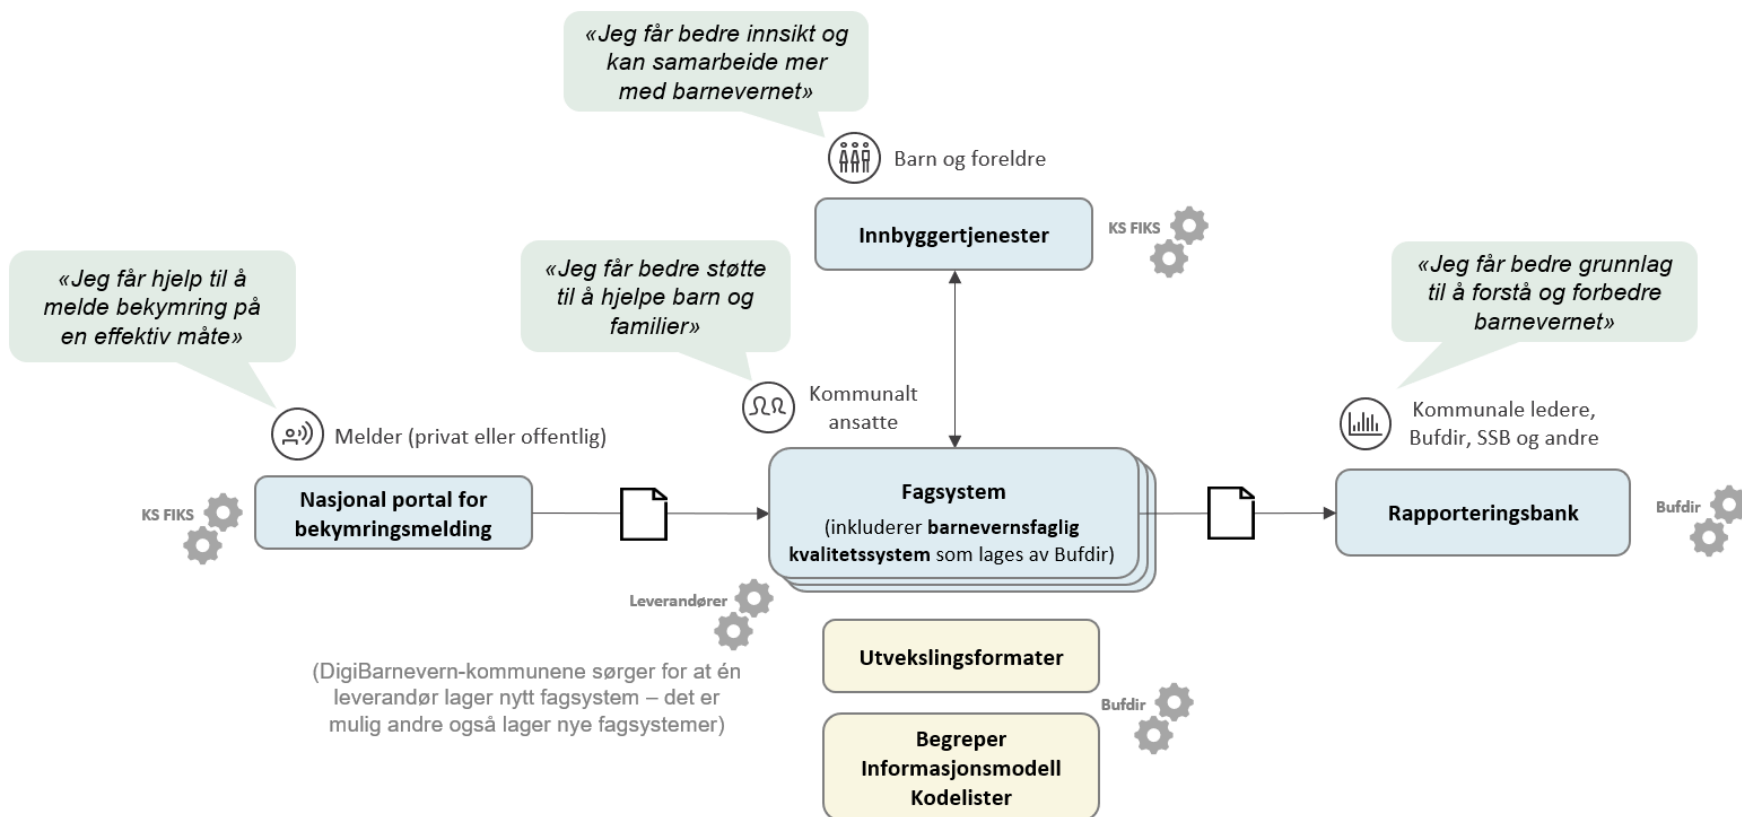 «Jeg får bedre innsikt og
kan samarbeide mer
med barnevernet»
Barn og foreldre
Innbyggertjenester
KS FIKS
«Jeg får hjelp til å
melde bekymring på
en effektiv måte»
«Jeg får bedre støtte
til å hjelpe barn og
familier»
«Jeg får bedre grunnlag
til å forstå og forbedre
barnevernet»
Melder (privat eller offentlig)
Kommunalt
ansatte
Kommunale ledere,
Bufdir, SSB og andre
KS FIKS
Nasjonal portal for
bekymringsmelding
Fagsystem
(inkluderer barnevernsfaglig
kvalitetssystem som lages av Bufdir)
Rapporteringsbank
Bufdir
Leverandører
(DigiBarnevern-kommunene sørger for at én
leverandør lager nytt fagsystem – det er
mulig andre også lager nye fagsystemer)
Utvekslingsformater
Bufdir
Begreper
Informasjonsmodell
Kodelister